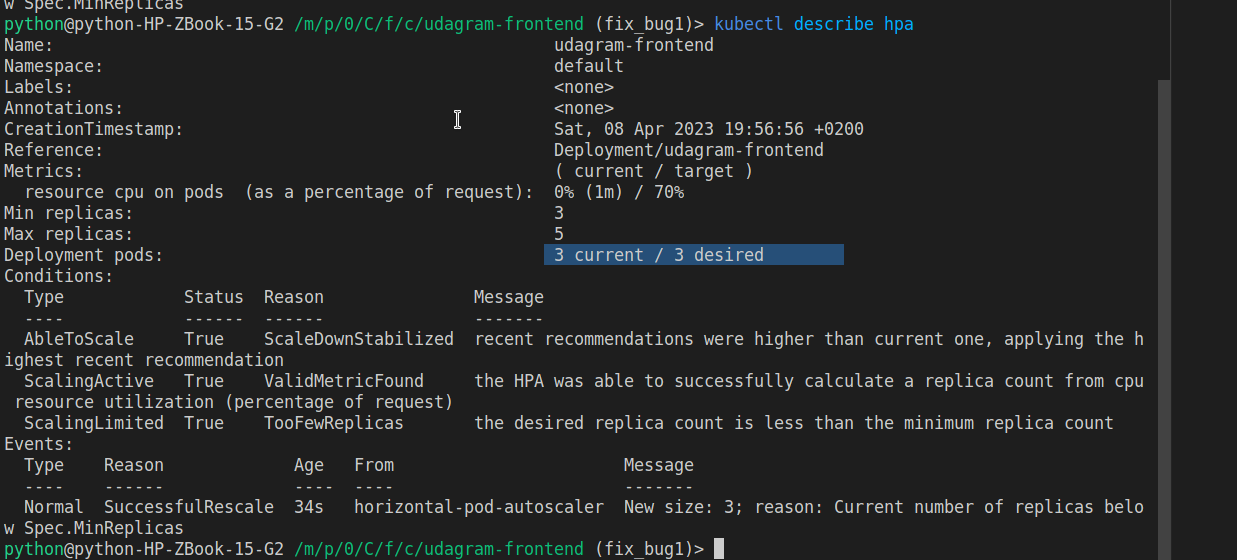 w Spec.MinReplicas
python@python-HP-ZBook-15-G2 /m/p/0/C/f/c/udagram-frontend (fix_bug1)> kubectl describe hpa
Name:                                                  udagram-frontend
Namespace:                                             default
Labels:                                                <none>
Annotations:                                           <none>
CreationTimestamp:                                     Sat, 08 Apr 2023 19:56:56 +0200
Reference:                                             Deployment/udagram-frontend
Metrics:                                               ( current / target )
  resource cpu on pods  (as a percentage of request):  0% (1m) / 70%
Min replicas:                                          3
Max replicas:                                          5
Deployment pods:                                       3 current / 3 desired
Conditions:
  Type            Status  Reason               Message
  ----            ------  ------               -------
  AbleToScale     True    ScaleDownStabilized  recent recommendations were higher than current one, applying the h
ighest recent recommendation
  ScalingActive   True    ValidMetricFound     the HPA was able to successfully calculate a replica count from cpu
 resource utilization (percentage of request)
  ScalingLimited  True    TooFewReplicas       the desired replica count is less than the minimum replica count
Events:
  Type    Reason             Age   From                       Message
  ----    ------             ----  ----                       -------
  Normal  SuccessfulRescale  34s   horizontal-pod-autoscaler  New size: 3; reason: Current number of replicas belo
w Spec.MinReplicas
python@python-HP-ZBook-15-G2 /m/p/0/C/f/c/udagram-frontend (fix_bug1)>